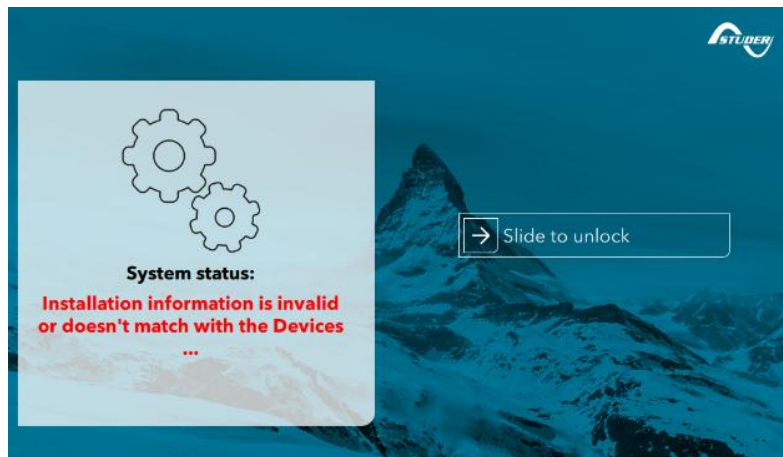 STUDER
System status:
Installation information is invalid
or doesn't match with the Devices
...
Slide to unlock